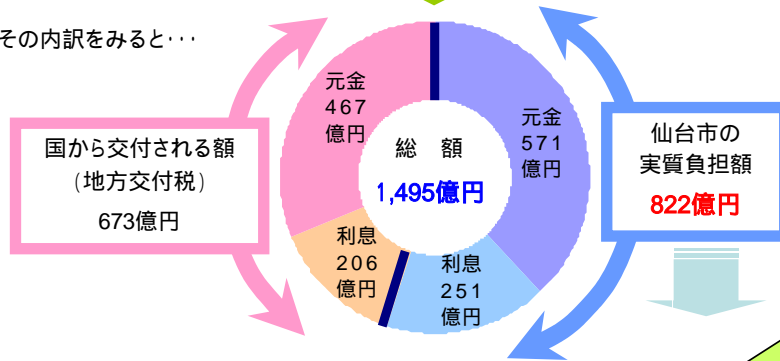 その内訳をみると･･･
元金
467
億円
元金
571
億円
総　額
1,495億円
利息
206
億円
利息
251
億円
国から交付される額
(地方交付税)
673億円
仙台市の
実質負担額
822億円